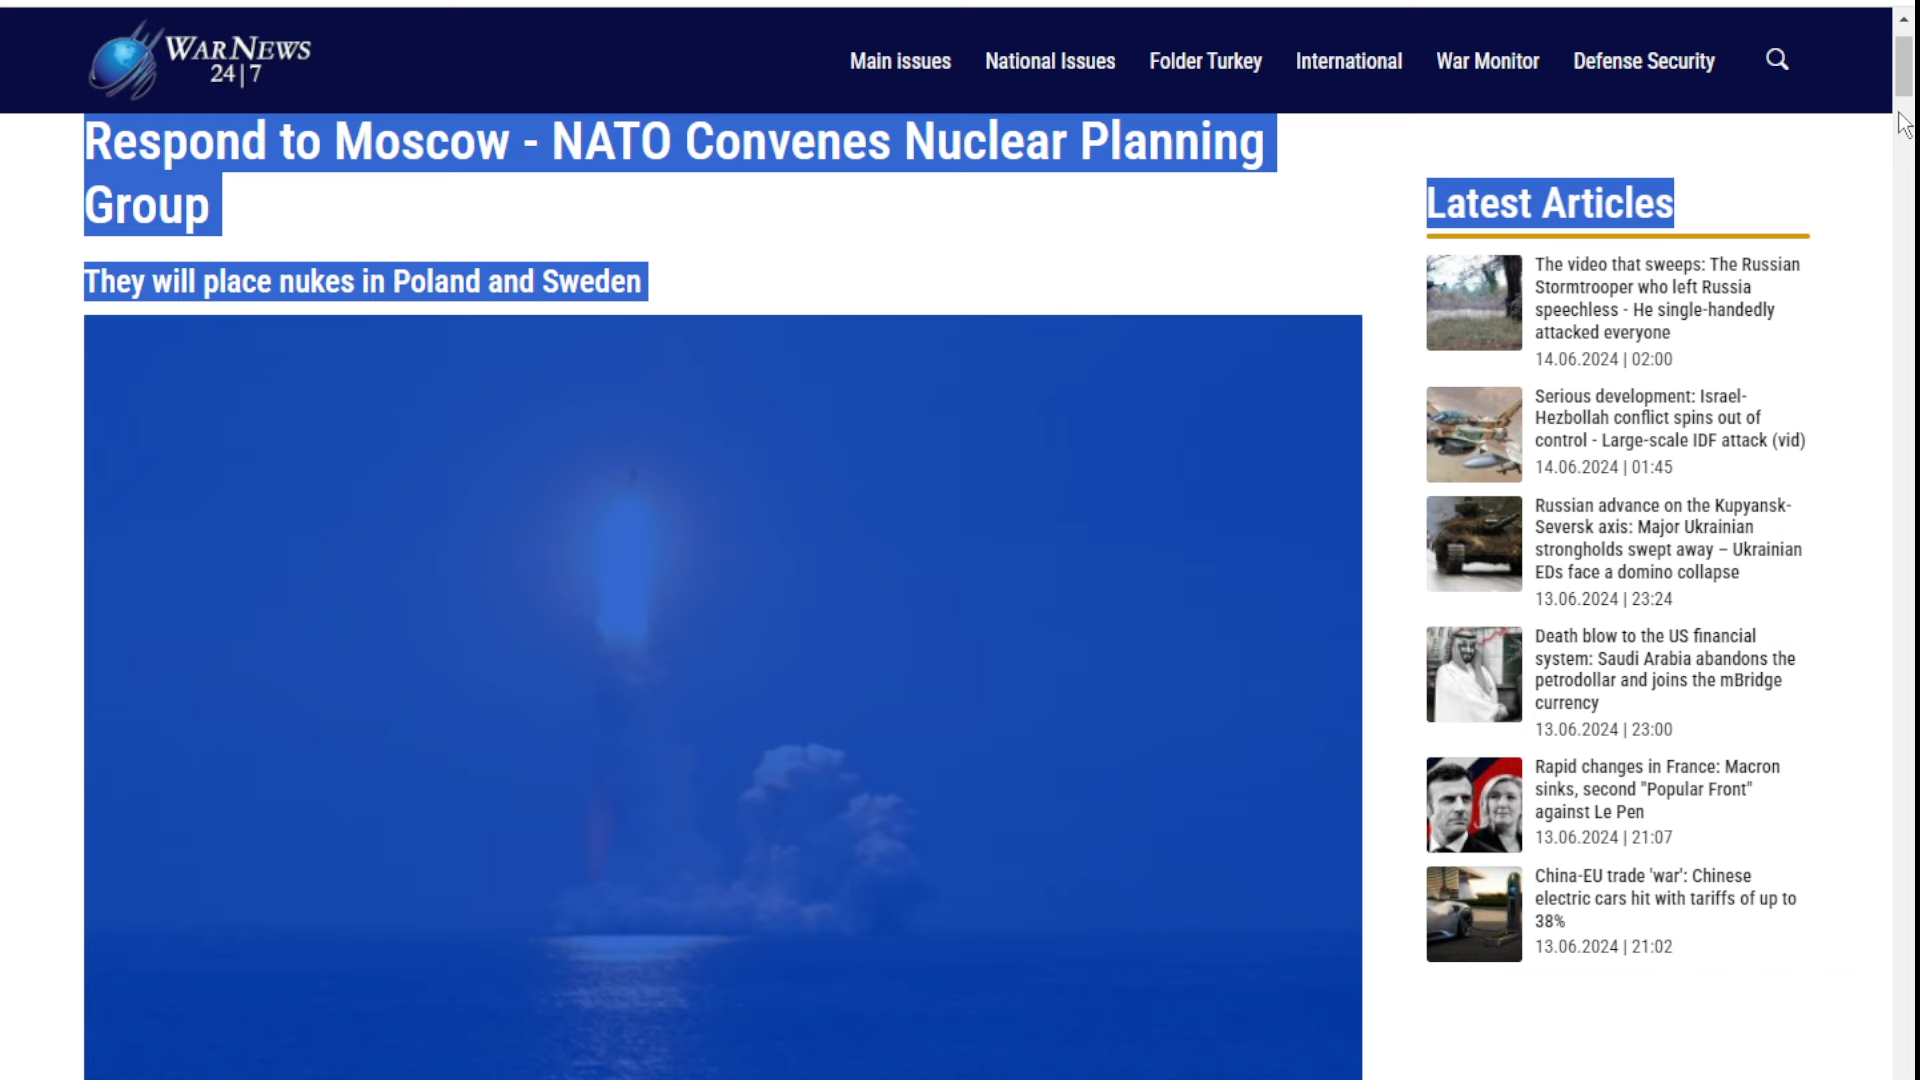 WAR NEWS
24|7
Main issues
National Issues
Folder Turkey
International
War Monitor
Defense Security
Respond to Moscow - NATO Convenes Nuclear Planning
Group
They will place nukes in Poland and Sweden
Latest Articles
The video that sweeps: The Russian
Stormtrooper who left Russia
speechless - He single-handedly
attacked everyone
14.06.2024 | 02:00
Serious development: Israel-
Hezbollah conflict spins out of
control - Large-scale IDF attack (vid)
14.06.2024 | 01:45
Russian advance on the Kupyansk-
Seversk axis: Major Ukrainian
strongholds swept away – Ukrainian
EDs face a domino collapse
13.06.2024 | 23:24
Death blow to the US financial
system: Saudi Arabia abandons the
petrodollar and joins the mBridge
currency
13.06.2024 | 23:00
Rapid changes in France: Macron
sinks, second "Popular Front"
against Le Pen
13.06.2024 | 21:07
China-EU trade 'war': Chinese
electric cars hit with tariffs of up to
38%
13.06.2024 | 21:02